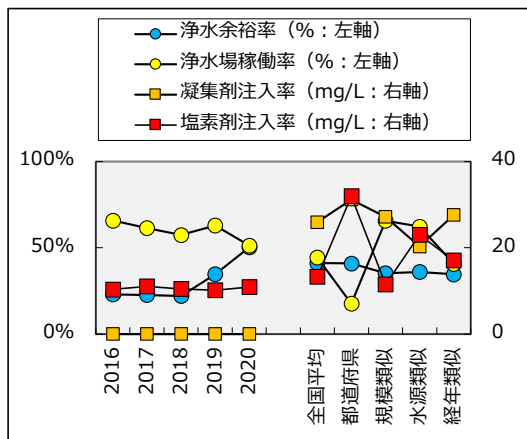 浄水余裕率（%：左軸）
浄水場稼働率（%：左軸）
凝集剤注入率（mg/L：右軸）
塩素剤注入率（mg/L：右軸）
100%
40
50%
20
0%
0
2016
2017
2018
2019
2020
全国平均
都道府県
規模類似
水源類似
経年類似